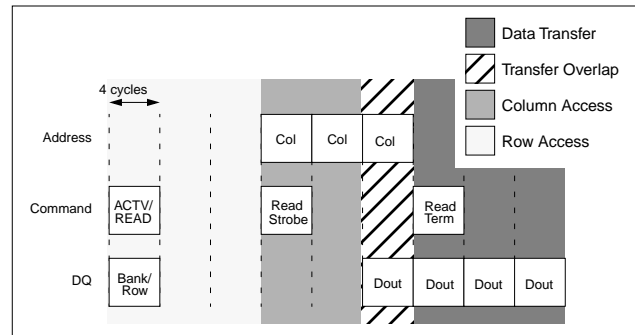 Data Transfer
Transfer Overlap
Column Access
Row Access
4 cycles
Address
Col
Col
Col
Command
ACTV/
READ
Read
Strobe
Read
Term
DQ
Bank/
Row
Dout
Dout
Dout
Dout